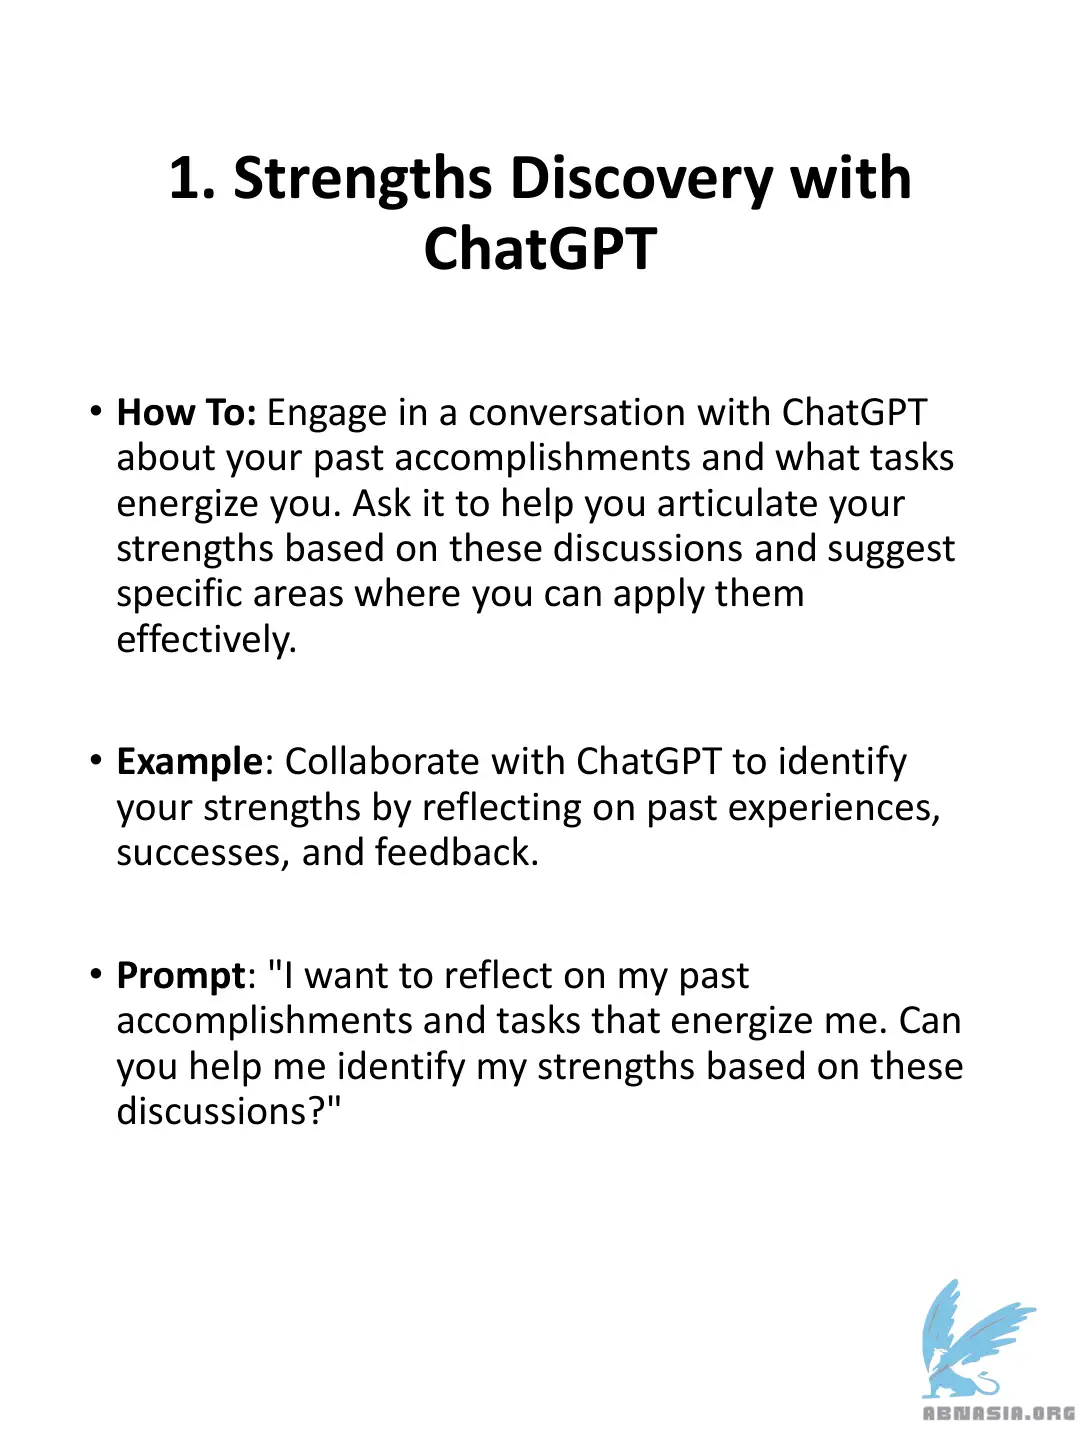 1. Strengths Discovery with
ChatGPT
• How To: Engage in a conversation with ChatGPT
about your past accomplishments and what tasks
energize you. Ask it to help you articulate your
strengths based on these discussions and suggest
specific areas where you can apply them
effectively.
• Example: Collaborate with ChatGPT to identify
your strengths by reflecting on past experiences,
successes, and feedback.
• Prompt: "I want to reflect on my past
accomplishments and tasks that energize me. Can
you help me identify my strengths based on these
discussions?"
ABNASIA.ORG